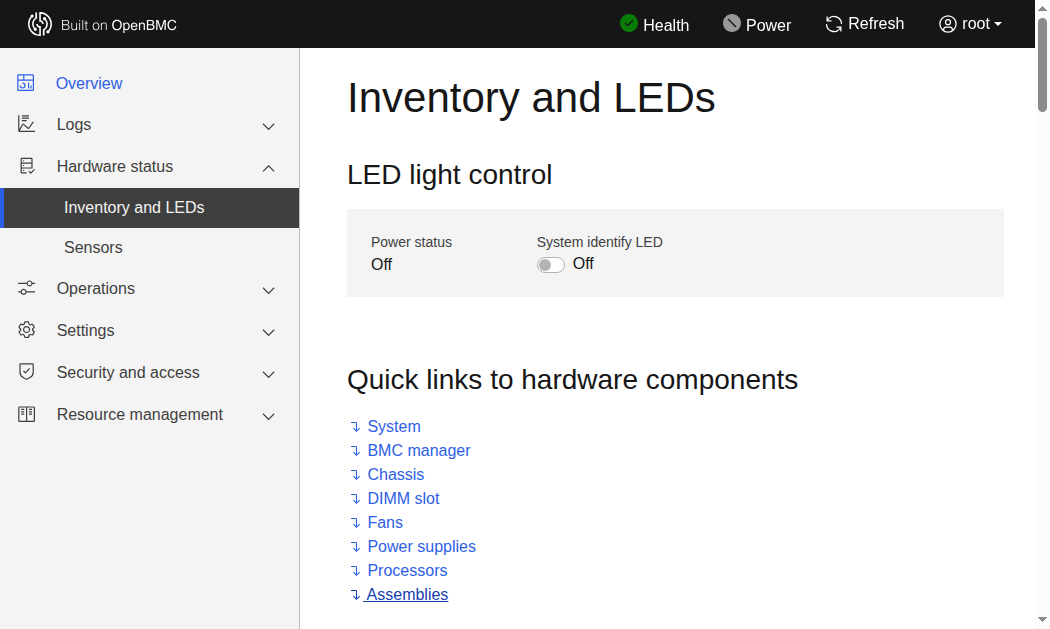 Built on OpenBMC
Health
Power
Refresh
root
Overview
Logs
Hardware status
Inventory and LEDs
Sensors
Operations
Settings
Security and access
Resource management
Inventory and LEDs
LED light control
Power status
Off
System identify LED
Off
Quick links to hardware components
System
BMC manager
Chassis
DIMM slot
Fans
Power supplies
Processors
Assemblies